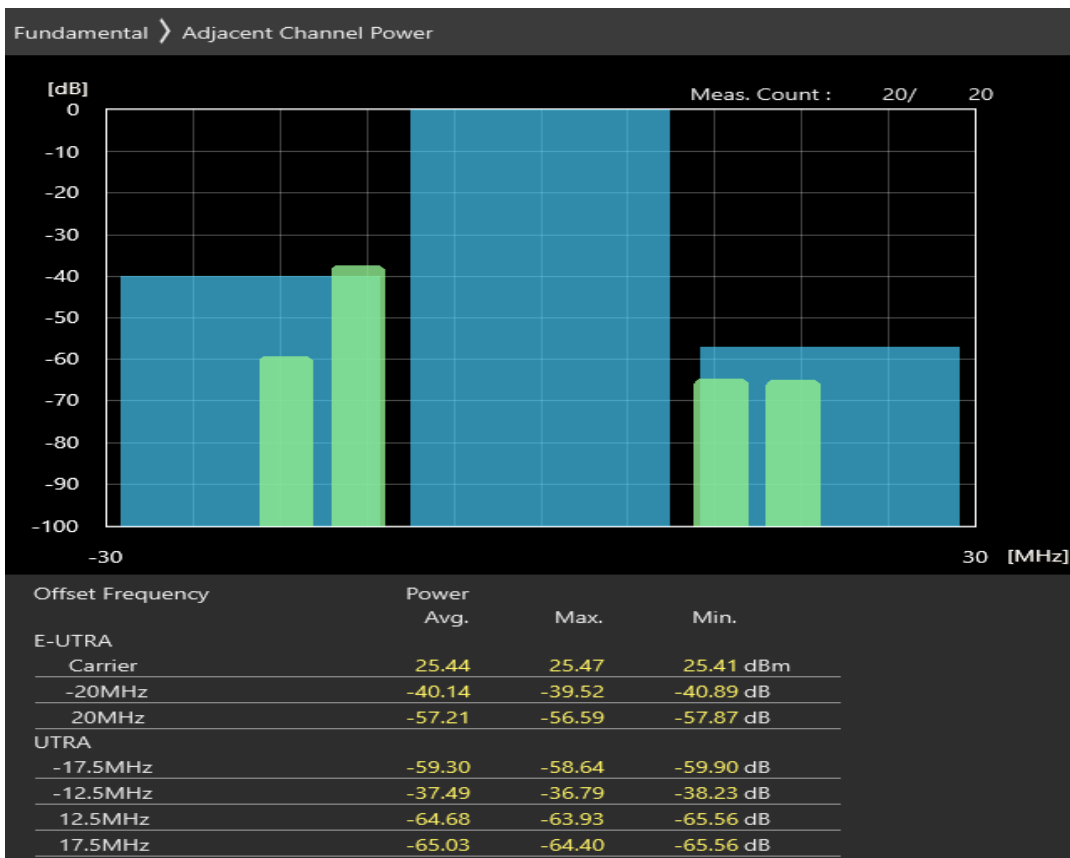 Fundamental 〉 Adjacent Channel Power
[dB]
Meas. Count : 20/ 20
0
-10
-20
-30
-40
-50
-60
-70
-80
-90
-100
-30 30 [MHz]
Offset Frequency Power
Avg. Max. Min.
E-UTRA
Carrier 25.44 25.47 25.41 dBm
-20MHz -40.14 -39.52 -40.89 dB
20MHz -57.21 -56.59 -57.87 dB
UTRA
-17.5MHz -59.30 -58.64 -59.90 dB
-12.5MHz -37.49 -36.79 -38.23 dB
12.5MHz -64.68 -63.93 -65.56 dB
17.5MHz -65.03 -64.40 -65.56 dB